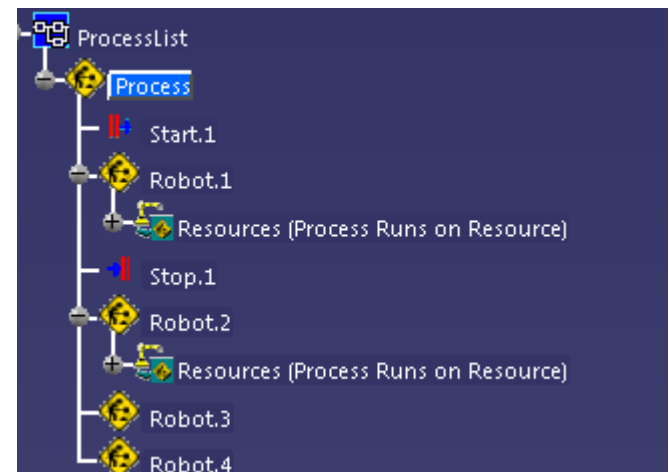 ProcessList
Process
Start.1
Robot.1
Resources (Process Runs on Resource)
Stop.1
Robot.2
Resources (Process Runs on Resource)
Robot.3
Robot.4